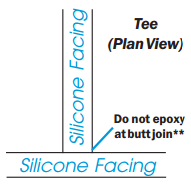 Tee
(Plan View)
Silicone Facing
Do not epoxy
at butt join**
Silicone Facing